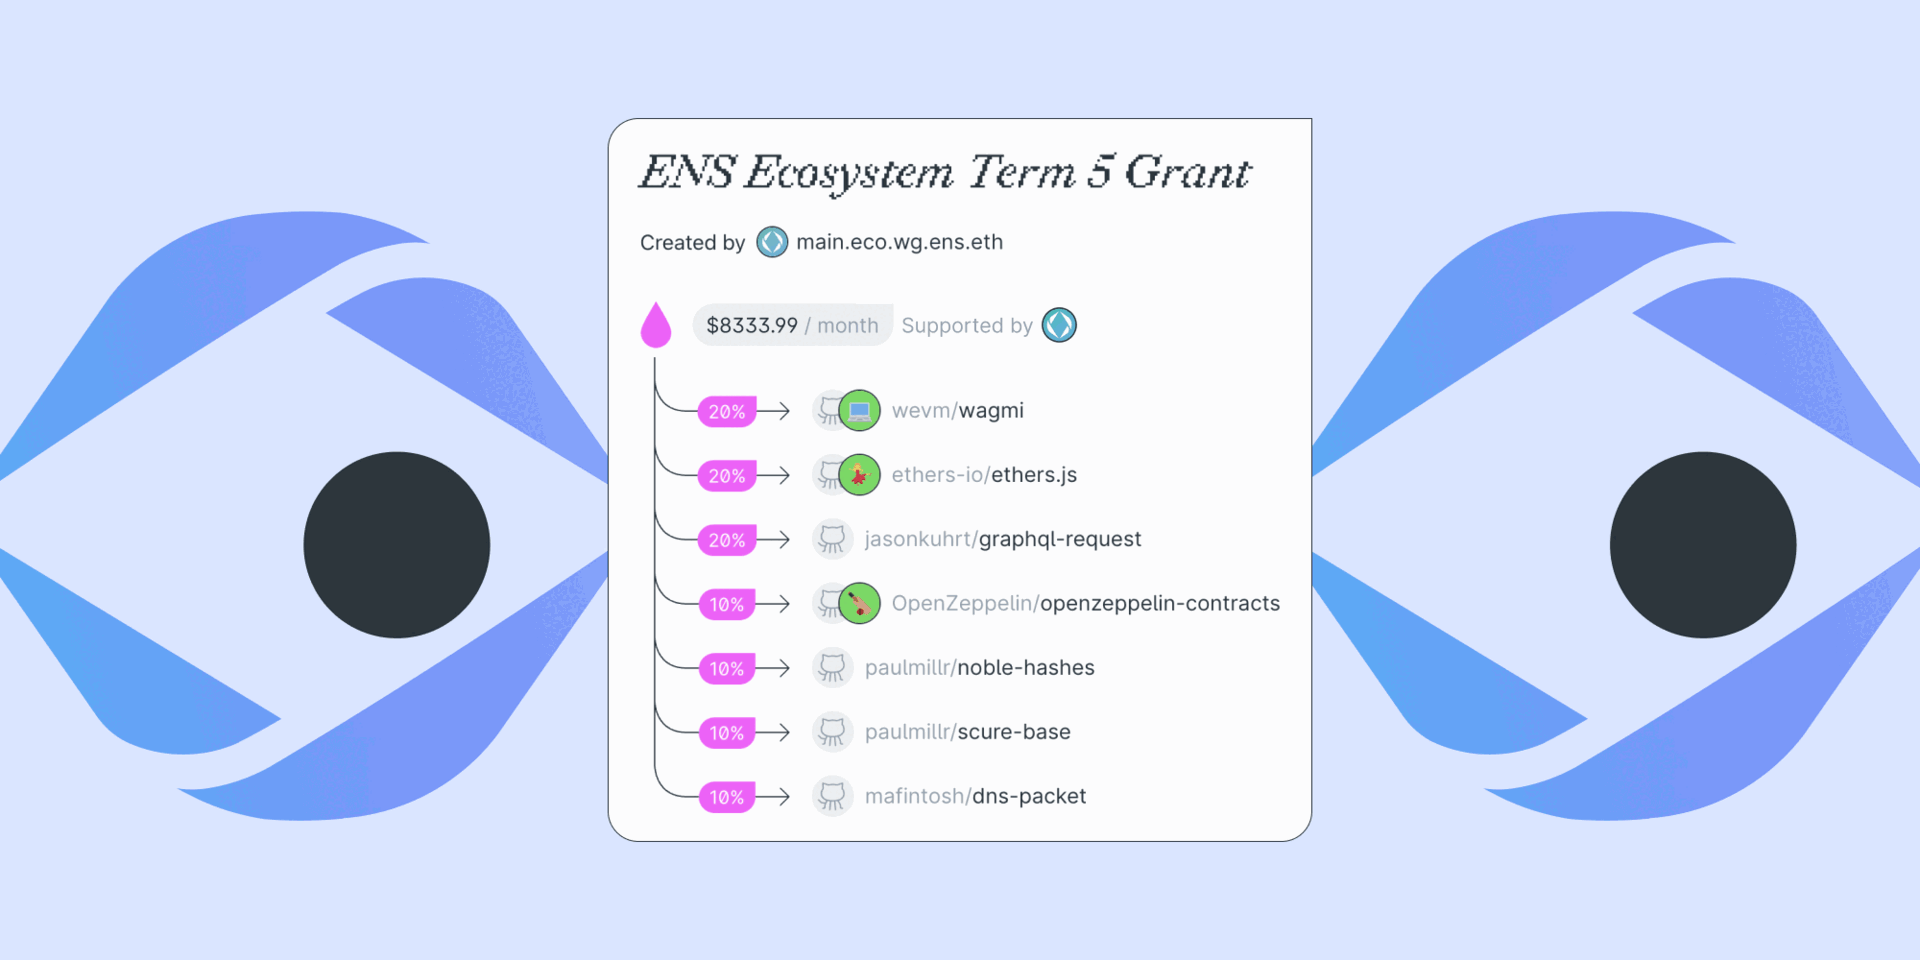 ENS Ecosystem Term 5 Grant
Created by main.eco.wg.ens.eth
$8333.99 / month Supported by
20% wevm/wagmi
20% ethers-io/ethers.js
20% jasonkuhrt/graphql-request
10% OpenZeppelin/openzeppelin-contracts
10% paulmillr/noble-hashes
10% paulmillr/scure-base
10% mafintosh/dns-packet